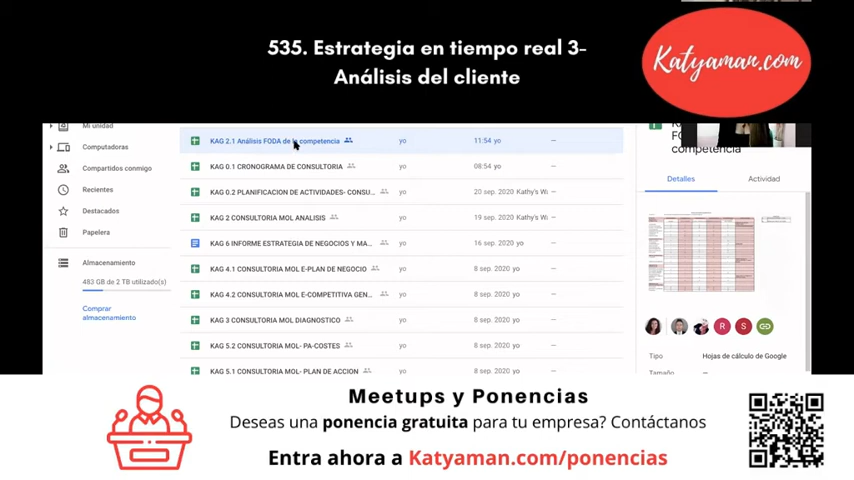 535. Estrategia en tiempo real 3-
Análisis del cliente
Katyaman.com
Mi unidad
Computadoras
Compartidos conmigo
Recientes
Destacados
Papelera
Almacenamiento
483 GB de 2 TB utilizado(s)
Comprar
almacenamiento
KAG 2.1 Análisis FODA de la competencia yo 11:54 yo —
KAG 0.1 CRONOGRAMA DE CONSULTORIA yo 08:54 yo —
KAG 0.2 PLANIFICACION DE ACTIVIDADES- CONSU... yo 20 sep. 2020 Kathy's Wi —
KAG 2 CONSULTORIA MOL ANALISIS yo 19 sep. 2020 Kathy's Wi —
KAG 6 INFORME ESTRATEGIA DE NEGOCIOS Y MA... yo 16 sep. 2020 yo —
KAG 4.1 CONSULTORIA MOL E-PLAN DE NEGOCIO yo 8 sep. 2020 yo —
KAG 4.2 CONSULTORIA MOL E-COMPETITIVA GEN... yo 8 sep. 2020 yo —
KAG 3 CONSULTORIA MOL DIAGNOSTICO yo 8 sep. 2020 yo —
KAG 5.2 CONSULTORIA MOL- PA-COSTES yo 8 sep. 2020 yo —
KAG 5.1 CONSULTORIA MOL- PLAN DE ACCION yo 8 sep. 2020 yo —
competencia
Detalles Actividad
R S
Tipo Hojas de cálculo de Google
Tamaño —
Meetups y Ponencias
Deseas una ponencia gratuita para tu empresa? Contáctanos
Entra ahora a Katyaman.com/ponencias